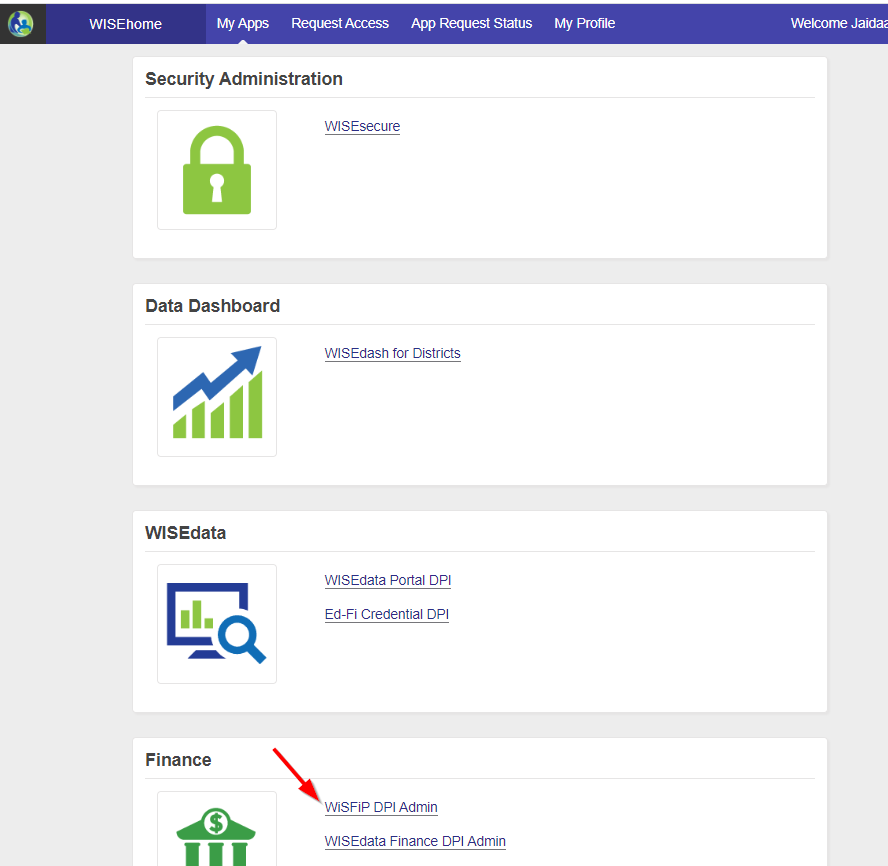 WISEhome My Apps Request Access App Request Status My Profile Welcome Jaidaa
Security Administration
WISEsecure
Data Dashboard
WISEdash for Districts
WISEdata
WISEdata Portal DPI
Ed-Fi Credential DPI
Finance
WiSFiP DPI Admin
$
WISEdata Finance DPI Admin